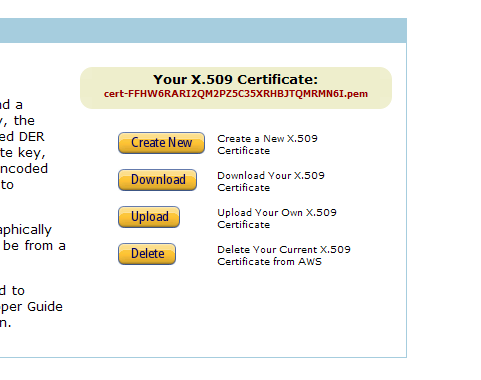 Your X.509 Certificate:
cert-FFHW6RARI2QM2PZ5C35XRHBJTQMRMN6I.pem
nd a
y, the
ed DER
te key,
encoded
to
aphically
be from a
d to
per Guide
n.
Create New
Create a New X.509
Certificate
Download
Download Your X.509
Certificate
Upload
Upload Your Own X.509
Certificate
Delete
Delete Your Current X.509
Certificate from AWS